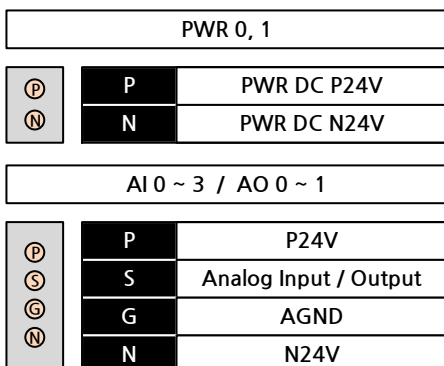 PWR 0, 1
P P PWR DC P24V
N N PWR DC N24V
AI 0 ~ 3 / AO 0 ~ 1
P P P24V
S S Analog Input / Output
G G AGND
N N N24V